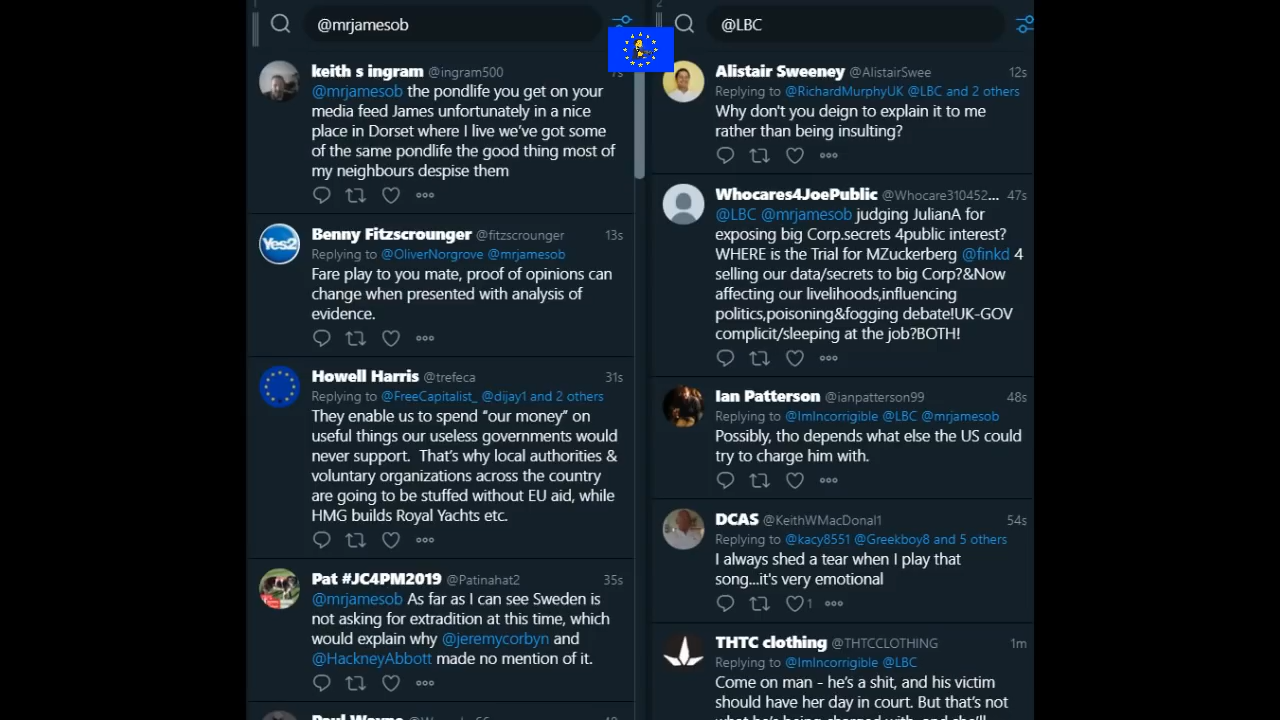 1
@mrjamesob
keith s ingram @ingram500 7s
@mrjamesob the pondlife you get on your
media feed James unfortunately in a nice
place in Dorset where I live we've got some
of the same pondlife the good thing most of
my neighbours despise them
Benny Fitzscrounger @fitzscrounger 13s
Yes2
Replying to @OliverNorgrove @mrjamesob
Fare play to you mate, proof of opinions can
change when presented with analysis of
evidence.
Howell Harris @trefeca 31s
Replying to @FreeCapitalist_ @dijay1 and 2 others
They enable us to spend “our money” on
useful things our useless governments would
never support. That's why local authorities &
voluntary organizations across the country
are going to be stuffed without EU aid, while
HMG builds Royal Yachts etc.
Pat #JC4PM2019 @Patinahat2 35s
@mrjamesob As far as I can see Sweden is
not asking for extradition at this time, which
would explain why @jeremycorbyn and
@HackneyAbbott made no mention of it.
2
@LBC
Alistair Sweeney @AlistairSwee 12s
Replying to @RichardMurphyUK @LBC and 2 others
Why don't you deign to explain it to me
rather than being insulting?
Whocares4JoePublic @Whocare310452... 47s
@LBC @mrjamesob judging JulianA for
exposing big Corp.secrets 4public interest?
WHERE is the Trial for MZuckerberg @finkd 4
selling our data/secrets to big Corp?&Now
affecting our livelihoods,influencing
politics,poisoning&fogging debate!UK-GOV
complicit/sleeping at the job?BOTH!
Ian Patterson @ianpatterson99 48s
Replying to @ImIncorrigible @LBC @mrjamesob
Possibly, tho depends what else the US could
try to charge him with.
DCAS @KeithWMacDonal1 54s
Replying to @kacy8551 @Greekboy8 and 5 others
I always shed a tear when I play that
song...it's very emotional
1
THTC clothing @THTCCLOTHING 1m
Replying to @ImIncorrigible @LBC
Come on man - he's a shit, and his victim
should have her day in court. But that's not